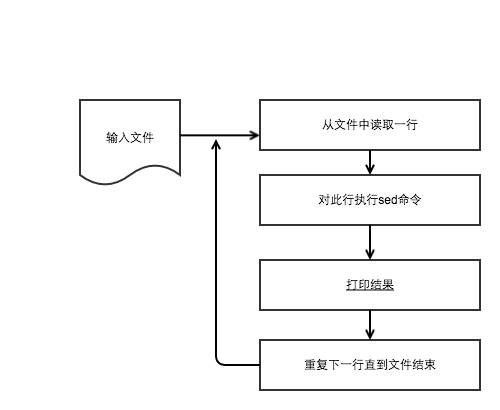 输入文件
从文件中读取一行
对此行执行sed命令
打印结果
重复下一行直到文件结束